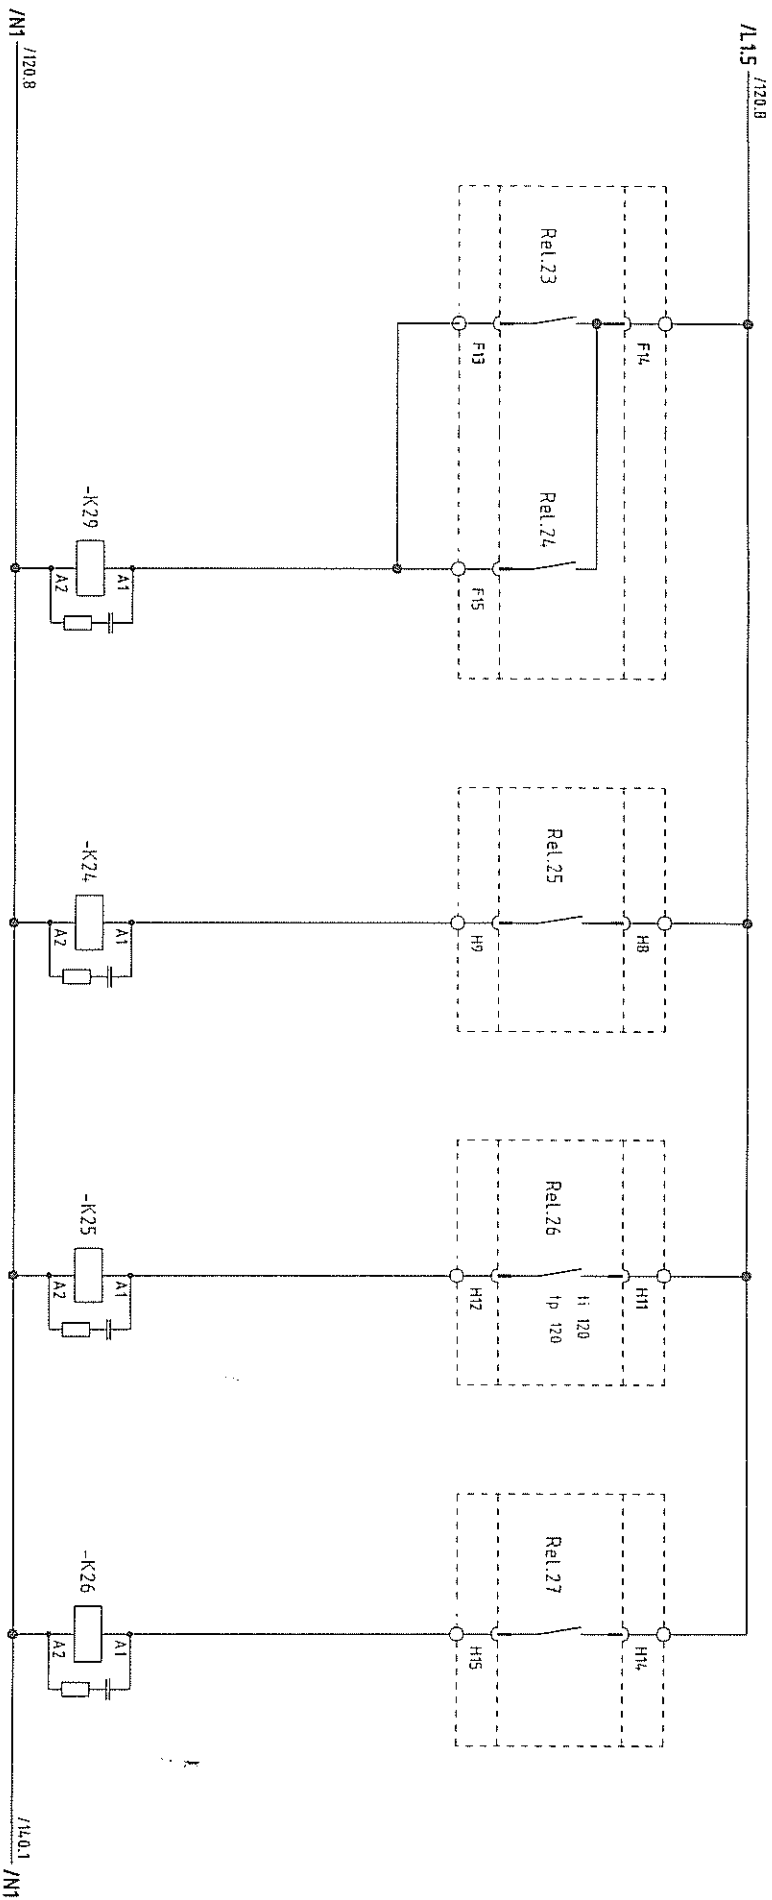 /L1.5 /120.8
Rel.23
F14
F13
Rel.24
F15
Rel.25
H8
H9
Rel.26
ti 120
tp 120
H11
H12
Rel.27
H14
H15
-K29
A1
A2
-K24
A1
A2
-K25
A1
A2
-K26
A1
A2
/N1 /120.8
/140.1 /N1